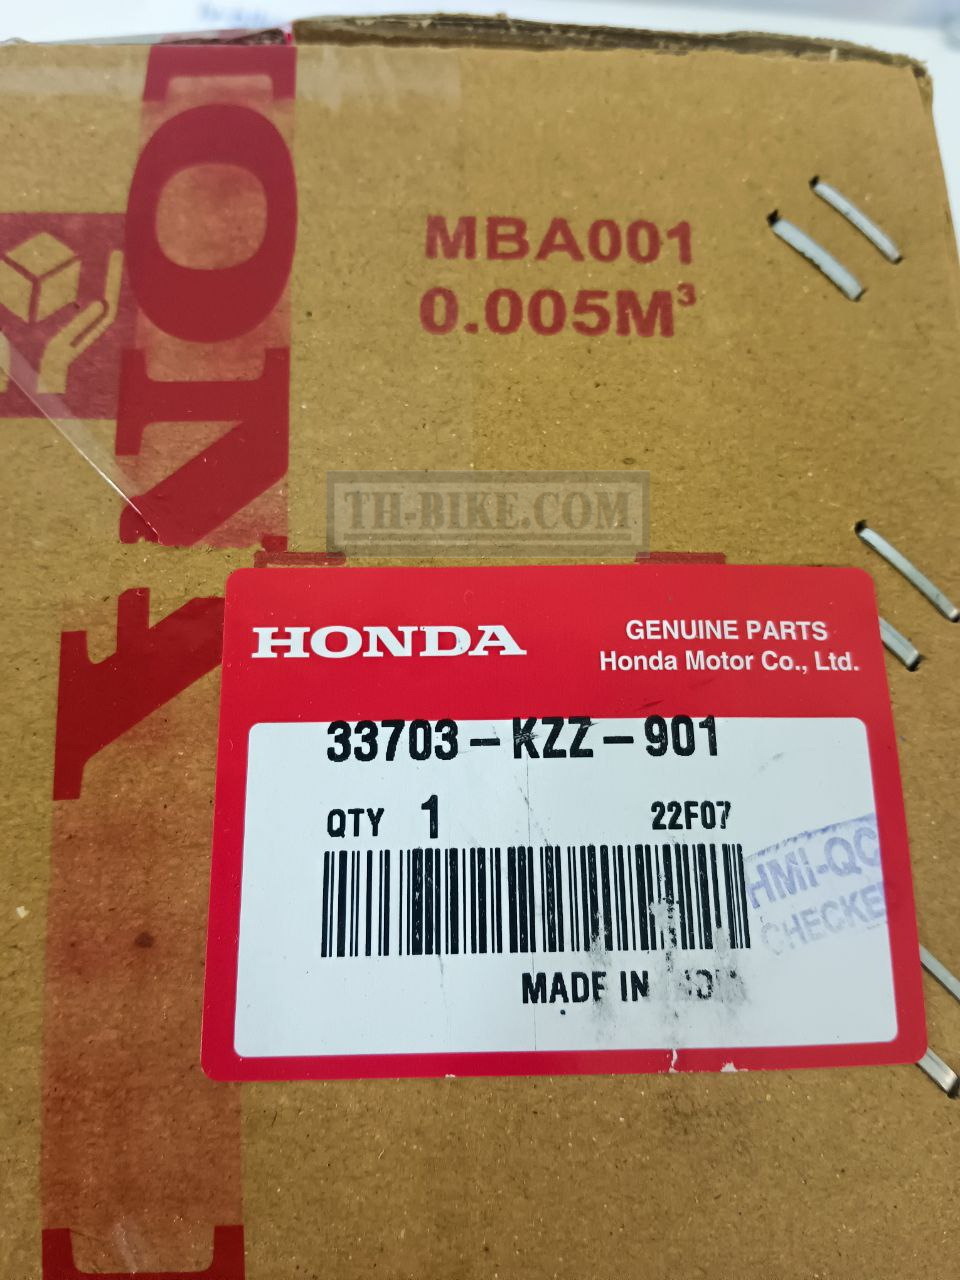 MBA001
0.005M³
TH-BIKE.COM
HONDA
GENUINE PARTS
Honda Motor Co., Ltd.
33703-KZZ-901
QTY 1
22F07
HMI-QC
CHECKE
MADE IN